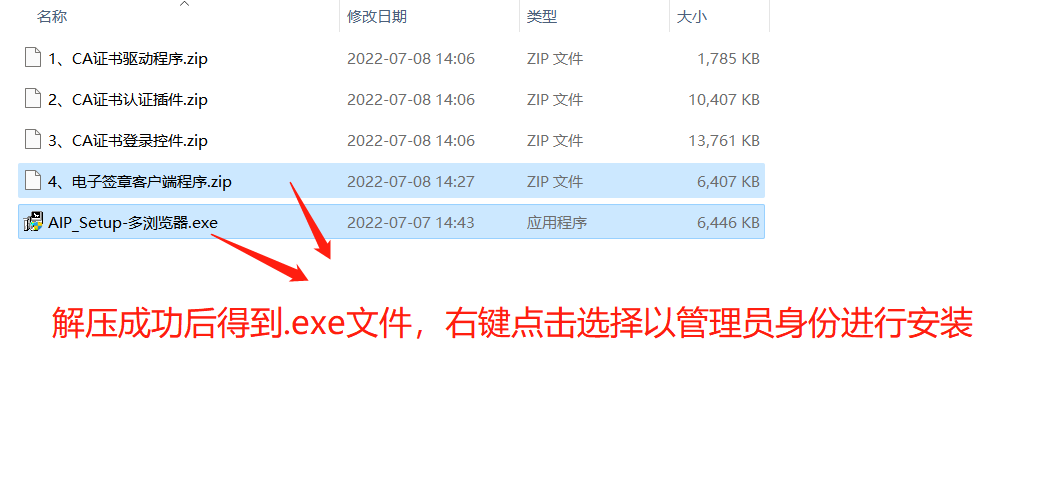 名称 修改日期 类型 大小
1、CA证书驱动程序.zip 2022-07-08 14:06 ZIP 文件 1,785 KB
2、CA证书认证插件.zip 2022-07-08 14:06 ZIP 文件 10,407 KB
3、CA证书登录控件.zip 2022-07-08 14:06 ZIP 文件 13,761 KB
4、电子签章客户端程序.zip 2022-07-08 14:27 ZIP 文件 6,407 KB
AIP_Setup-多浏览器.exe 2022-07-07 14:43 应用程序 6,446 KB
解压成功后得到.exe文件，右键点击选择以管理员身份进行安装